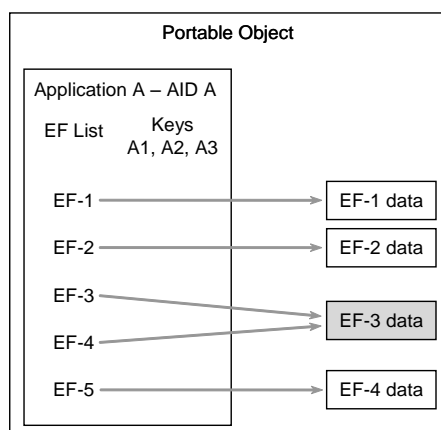 Portable Object
Application A – AID A
EF List
Keys
A1, A2, A3
EF-1
EF-1 data
EF-2
EF-2 data
EF-3
EF-3 data
EF-4
EF-5
EF-4 data